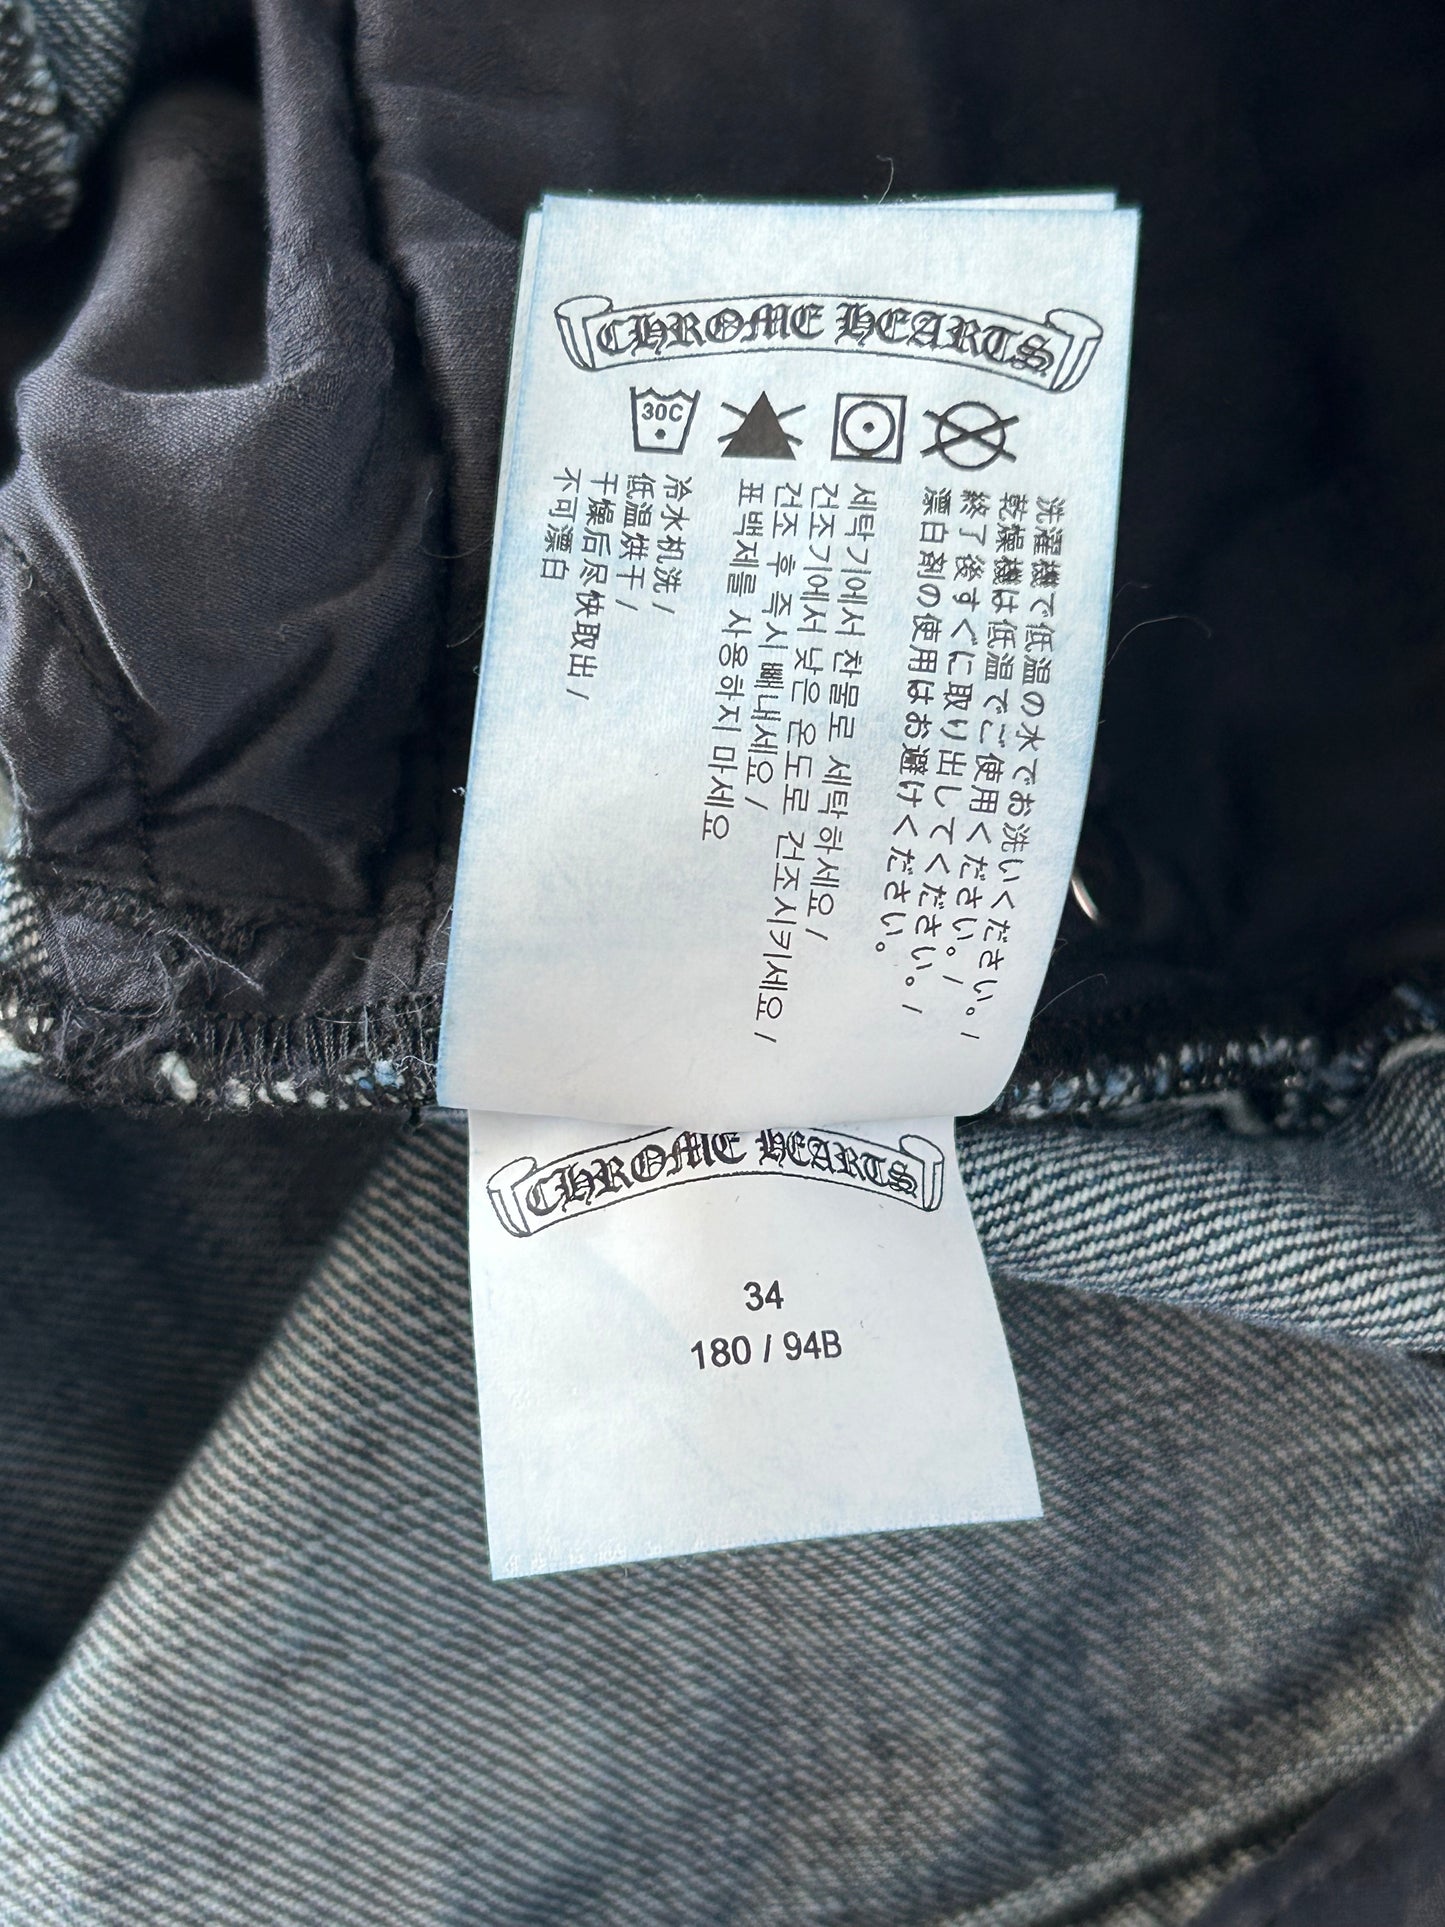 CHROME HEARTS
30C
洗濯機で低温の水でお洗いください。/
乾燥機は低温でご使用ください。/
終了後すぐに取り出してください。/
漂白剤の使用はお避けください。
세탁기에서 찬물로 세탁하세요 /
건조기에서 낮은 온도로 건조시키세요 /
건조 후 즉시 빼내세요 /
표백제를 사용하지 마세요
冷水机洗 /
低温烘干 /
干燥后尽快取出 /
不可漂白
CHROME HEARTS
34
180 / 94B